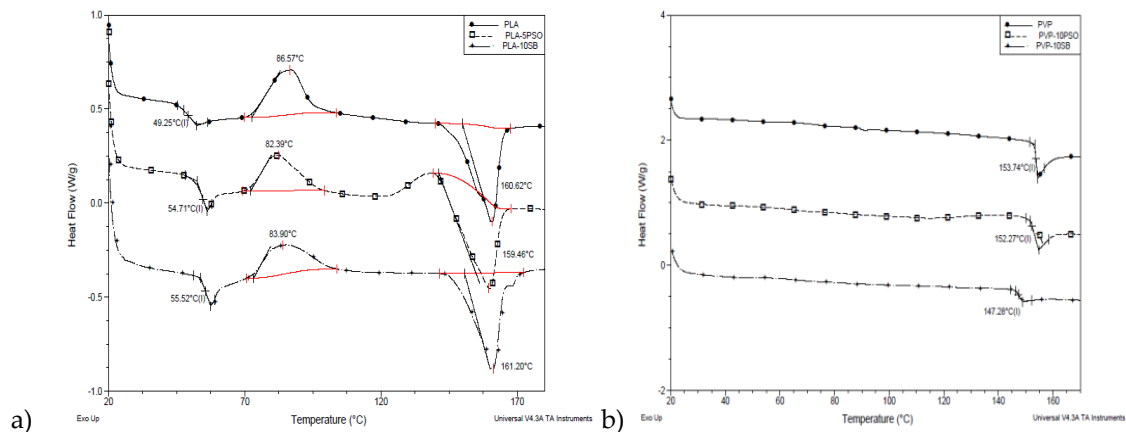 a)
1.0
0.5
0.0
-0.5
-1.0
Heat Flow (W/g)
PLA
PLA-5PSO
PLA-10SB
86.57°C
49.25°C(I)
160.62°C
82.39°C
54.71°C(I)
159.46°C
83.90°C
55.52°C(I)
161.20°C
20
70
120
170
Exo Up
Temperature (°C)
Universal V4.3A TA Instruments
b)
4
2
0
-2
Heat Flow (W/g)
PVP
PVP-10PSO
PVP-10SB
153.74°C(I)
152.27°C(I)
147.28°C(I)
20
40
60
80
100
120
140
160
Exo Up
Temperature (°C)
Universal V4.3A TA Instruments